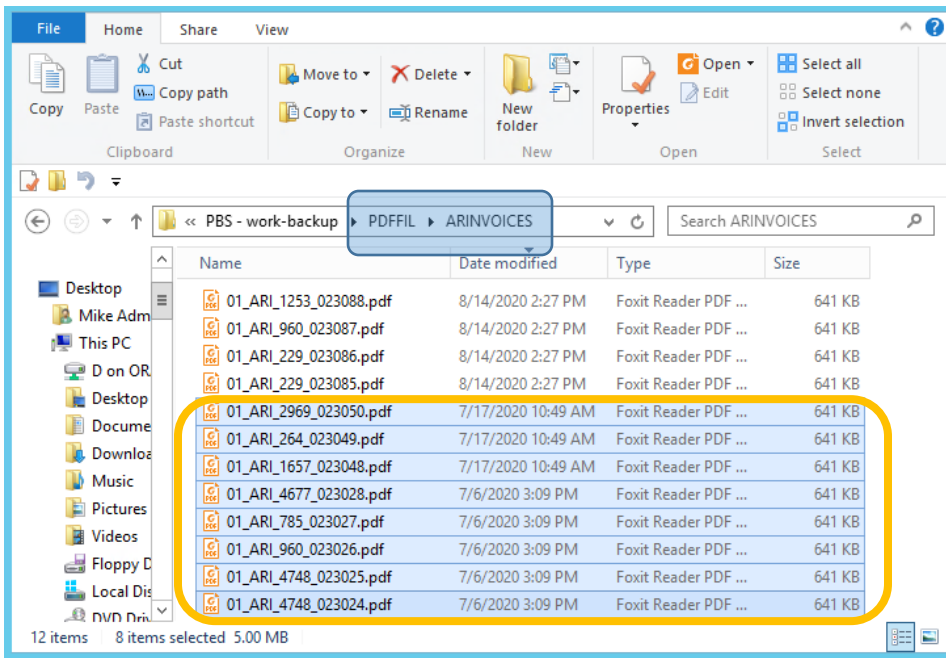 File Home Share View
Copy
Paste
Cut
Copy path
Paste shortcut
Clipboard
Move to
Copy to
Delete
Rename
Organize
New folder
New
Properties
Open
Edit
Open
Select all
Select none
Invert selection
Select
« PBS - work-backup PDFFIL ARINVOICES Search ARINVOICES
Desktop
Mike Adm
This PC
D on OR
Desktop
Docume
Downloa
Music
Pictures
Videos
Floppy D
Local Dis
DVD Driv
Name Date modified Type Size
01_ARI_1253_023088.pdf 8/14/2020 2:27 PM Foxit Reader PDF ... 641 KB
01_ARI_960_023087.pdf 8/14/2020 2:27 PM Foxit Reader PDF ... 641 KB
01_ARI_229_023086.pdf 8/14/2020 2:27 PM Foxit Reader PDF ... 641 KB
01_ARI_229_023085.pdf 8/14/2020 2:27 PM Foxit Reader PDF ... 641 KB
01_ARI_2969_023050.pdf 7/17/2020 10:49 AM Foxit Reader PDF ... 641 KB
01_ARI_264_023049.pdf 7/17/2020 10:49 AM Foxit Reader PDF ... 641 KB
01_ARI_1657_023048.pdf 7/17/2020 10:49 AM Foxit Reader PDF ... 641 KB
01_ARI_4677_023028.pdf 7/6/2020 3:09 PM Foxit Reader PDF ... 641 KB
01_ARI_785_023027.pdf 7/6/2020 3:09 PM Foxit Reader PDF ... 641 KB
01_ARI_960_023026.pdf 7/6/2020 3:09 PM Foxit Reader PDF ... 641 KB
01_ARI_4748_023025.pdf 7/6/2020 3:09 PM Foxit Reader PDF ... 641 KB
01_ARI_4748_023024.pdf 7/6/2020 3:09 PM Foxit Reader PDF ... 641 KB
12 items 8 items selected 5.00 MB